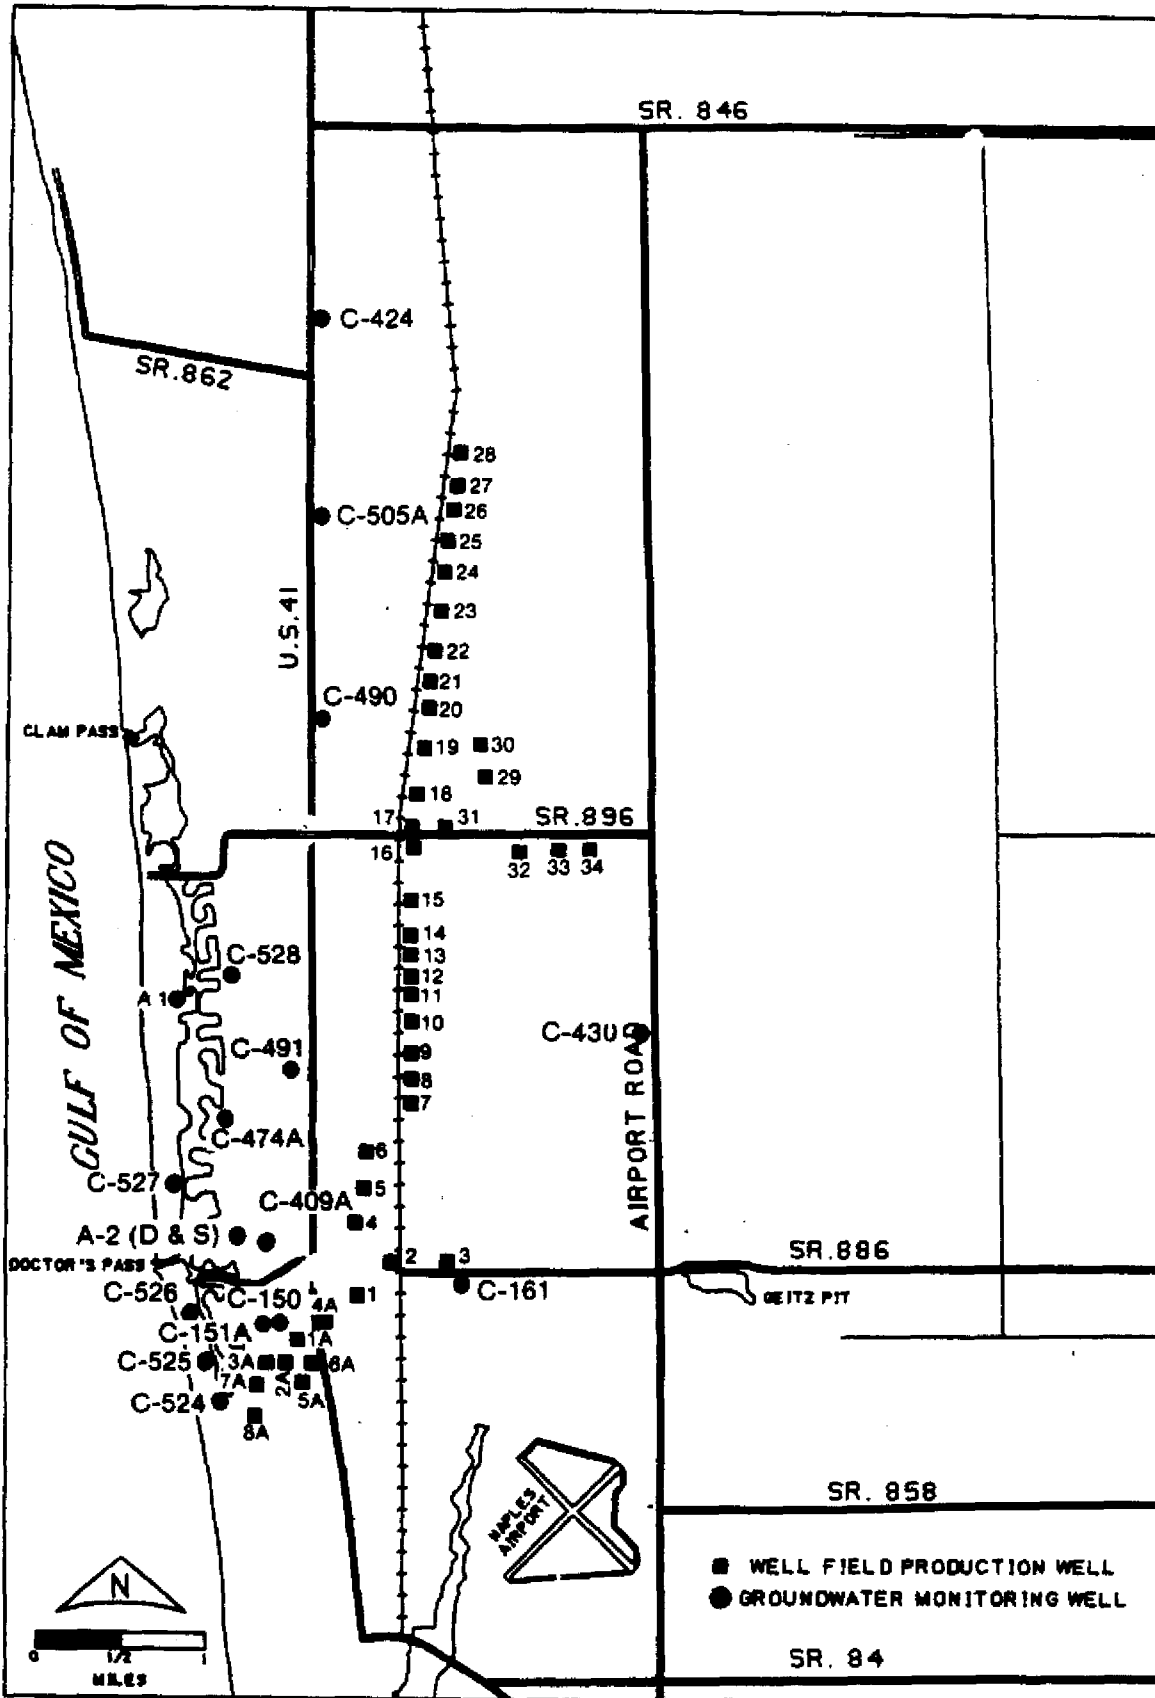 SR. 846
C-424
SR.862
28
27
C-505A
26
25
24
U.S.41
23
22
21
C-490
20
CLAM PASS
19
30
29
18
17
31
SR.896
16
32
33
34
GULF OF MEXICO
15
14
13
C-528
12
A 1
11
10
C-430
C-491
9
8
7
AIRPORT ROAD
C-474A
6
C-527
5
C-409A
4
A-2 (D & S)
DOCTOR'S PASS
2
3
SR.886
C-161
GEITZ PIT
C-526
C-150
1
4A
C-151A
1A
C-525
3A
2A
6A
7A
5A
C-524
8A
NAPLES
AIRPORT
SR. 858
WELL FIELD PRODUCTION WELL
GROUNDWATER MONITORING WELL
N
0
1/2
1
MILES
SR. 84